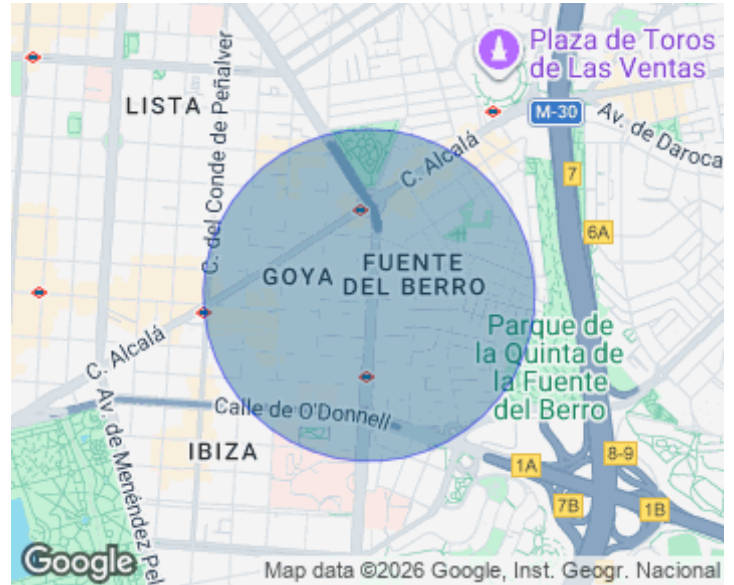 Plaza de Toros
de Las Ventas
LISTA
C. del Conde de Peñalver
M-30
Av. de Daroca
C. Alcalá
7
6A
GOYA
FUENTE
DEL BERRO
C. Alcalá
Parque de
la Quinta de
la Fuente
del Berro
Av. de Menéndez Pel
Calle de O'Donnell
IBIZA
1A
8-9
7B
1B
Google
Map data ©2026 Google, Inst. Geogr. Nacional